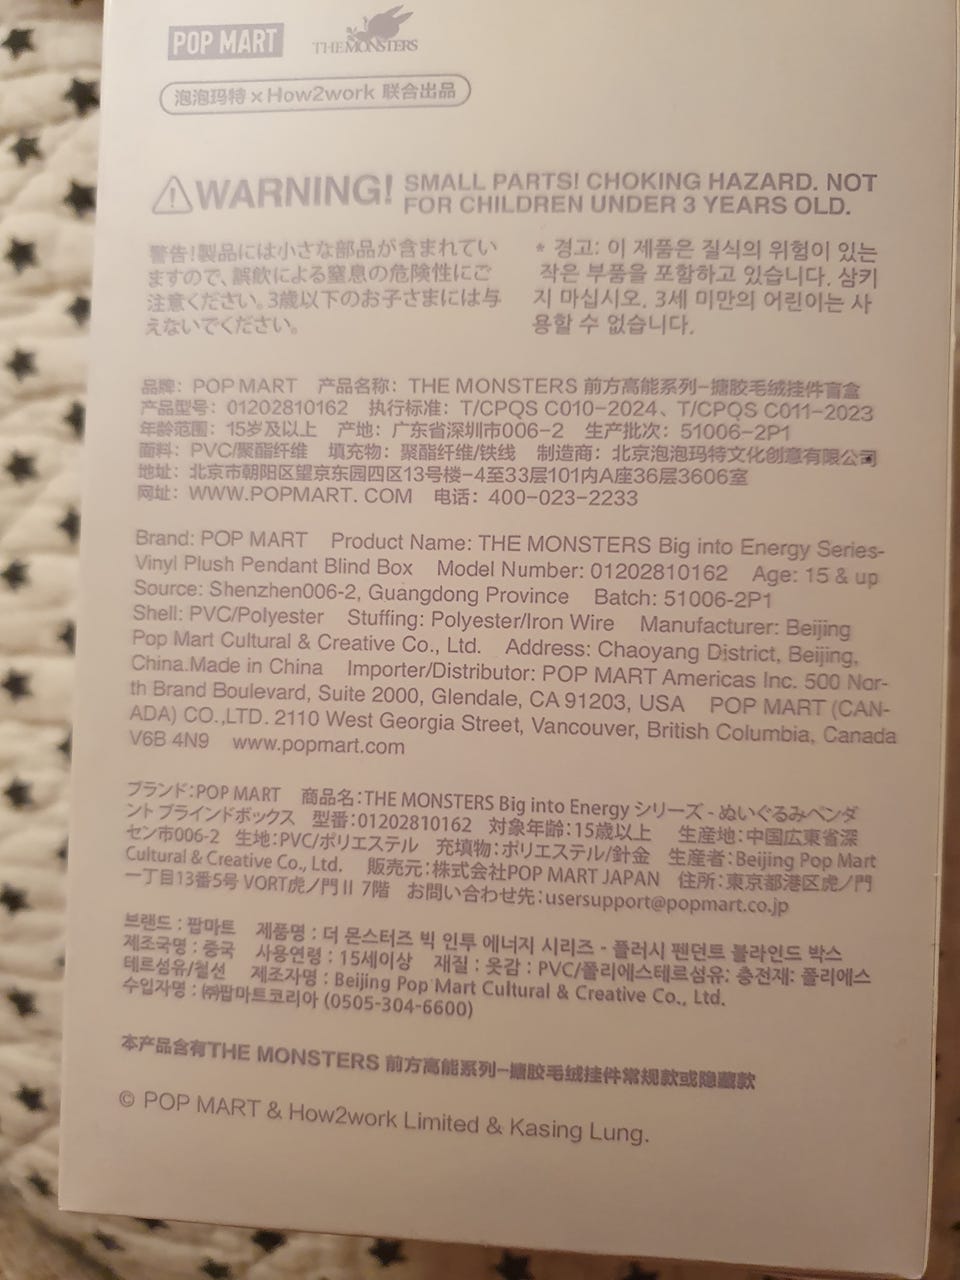 POP MART THE MONSTERS
泡泡玛特×How2work 联合出品
WARNING! SMALL PARTS! CHOKING HAZARD. NOT
FOR CHILDREN UNDER 3 YEARS OLD.
警告!製品には小さな部品が含まれてい
ますので、誤飲による窒息の危険性にご
注意ください。3歳以下のお子さまには与
えないでください。
* 경고: 이 제품은 질식의 위험이 있는
작은 부품을 포함하고 있습니다. 삼키
지 마십시오. 3세 미만의 어린이는 사
용할 수 없습니다.
品牌：POP MART 产品名称：THE MONSTERS 前方高能系列-搪胶毛绒挂件盲盒
产品型号：01202810162 执行标准：T/CPQS C010-2024、T/CPQS C011-2023
年龄范围：15岁及以上 产地：广东省深圳市006-2 生产批次：51006-2P1
面料：PVC/聚酯纤维 填充物：聚酯纤维/铁线 制造商：北京泡泡玛特文化创意有限公司
地址：北京市朝阳区望京东园四区13号楼-4至33层101内A座36层3606室
网址：WWW.POPMART.COM 电话：400-023-2233
Brand: POP MART Product Name: THE MONSTERS Big into Energy Series-
Vinyl Plush Pendant Blind Box Model Number: 01202810162 Age: 15 & up
Source: Shenzhen006-2, Guangdong Province Batch: 51006-2P1
Shell: PVC/Polyester Stuffing: Polyester/Iron Wire Manufacturer: Beijing
Pop Mart Cultural & Creative Co., Ltd. Address: Chaoyang District, Beijing,
China.Made in China Importer/Distributor: POP MART Americas Inc. 500 Nor-
th Brand Boulevard, Suite 2000, Glendale, CA 91203, USA POP MART (CAN-
ADA) CO.,LTD. 2110 West Georgia Street, Vancouver, British Columbia, Canada
V6B 4N9 www.popmart.com
ブランド:POP MART 商品名:THE MONSTERS Big into Energy シリーズ - ぬいぐるみペンダ
ント ブラインドボックス 型番:01202810162 対象年齢:15歳以上 生産地:中国広東省深
セン市006-2 生地:PVC/ポリエステル 充填物:ポリエステル/針金 生産者:Beijing Pop Mart
Cultural & Creative Co., Ltd. 販売元:株式会社POP MART JAPAN 住所:東京都港区虎ノ門
一丁目13番5号 VORT虎ノ門Ⅱ 7階 お問い合わせ先:usersupport@popmart.co.jp
브랜드 : 팝마트 제품명 : 더 몬스터즈 빅 인투 에너지 시리즈 - 플러시 펜던트 블라인드 박스
제조국명 : 중국 사용연령 : 15세이상 재질 : 옷감 : PVC/폴리에스테르섬유: 충전재: 폴리에스
테르섬유/철선 제조자명 : Beijing Pop Mart Cultural & Creative Co., Ltd.
수입자명 : ㈜팝마트코리아 (0505-304-6600)
本产品含有THE MONSTERS 前方高能系列-搪胶毛绒挂件常规款或隐藏款
© POP MART & How2work Limited & Kasing Lung.